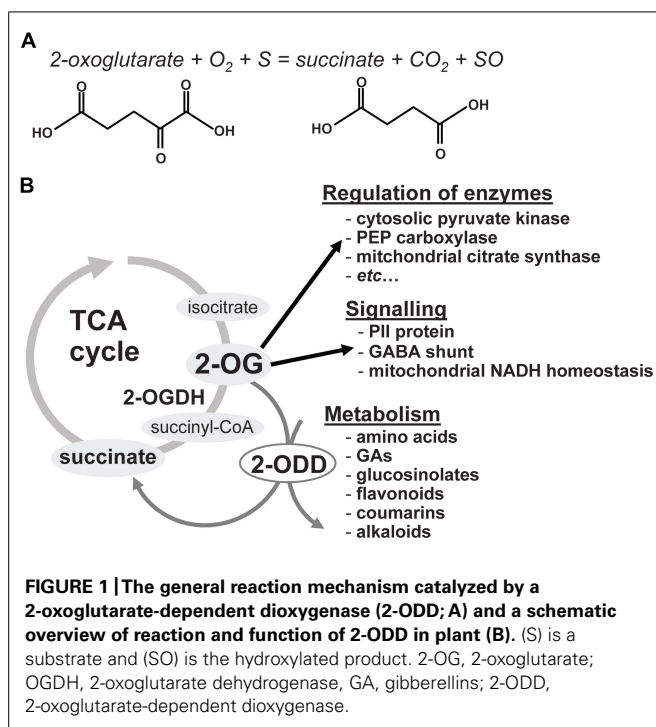 A
2-oxoglutarate + O₂ + S = succinate + CO₂ + SO
O
O
HO
OH
O
O
OH
HO
O
B
Regulation of enzymes
- cytosolic pyruvate kinase
- PEP carboxylase
- mitchondrial citrate synthase
- etc...
Signalling
- PII protein
- GABA shunt
- mitochondrial NADH homeostasis
Metabolism
- amino acids
- GAs
- glucosinolates
- flavonoids
- coumarins
- alkaloids
TCA
cycle
isocitrate
2-OG
2-OGDH
succinyl-CoA
succinate
2-ODD
FIGURE 1 | The general reaction mechanism catalyzed by a
2-oxoglutarate-dependent dioxygenase (2-ODD; A) and a schematic
overview of reaction and function of 2-ODD in plant (B). (S) is a
substrate and (SO) is the hydroxylated product. 2-OG, 2-oxoglutarate;
OGDH, 2-oxoglutarate dehydrogenase, GA, gibberellins; 2-ODD,
2-oxoglutarate-dependent dioxygenase.